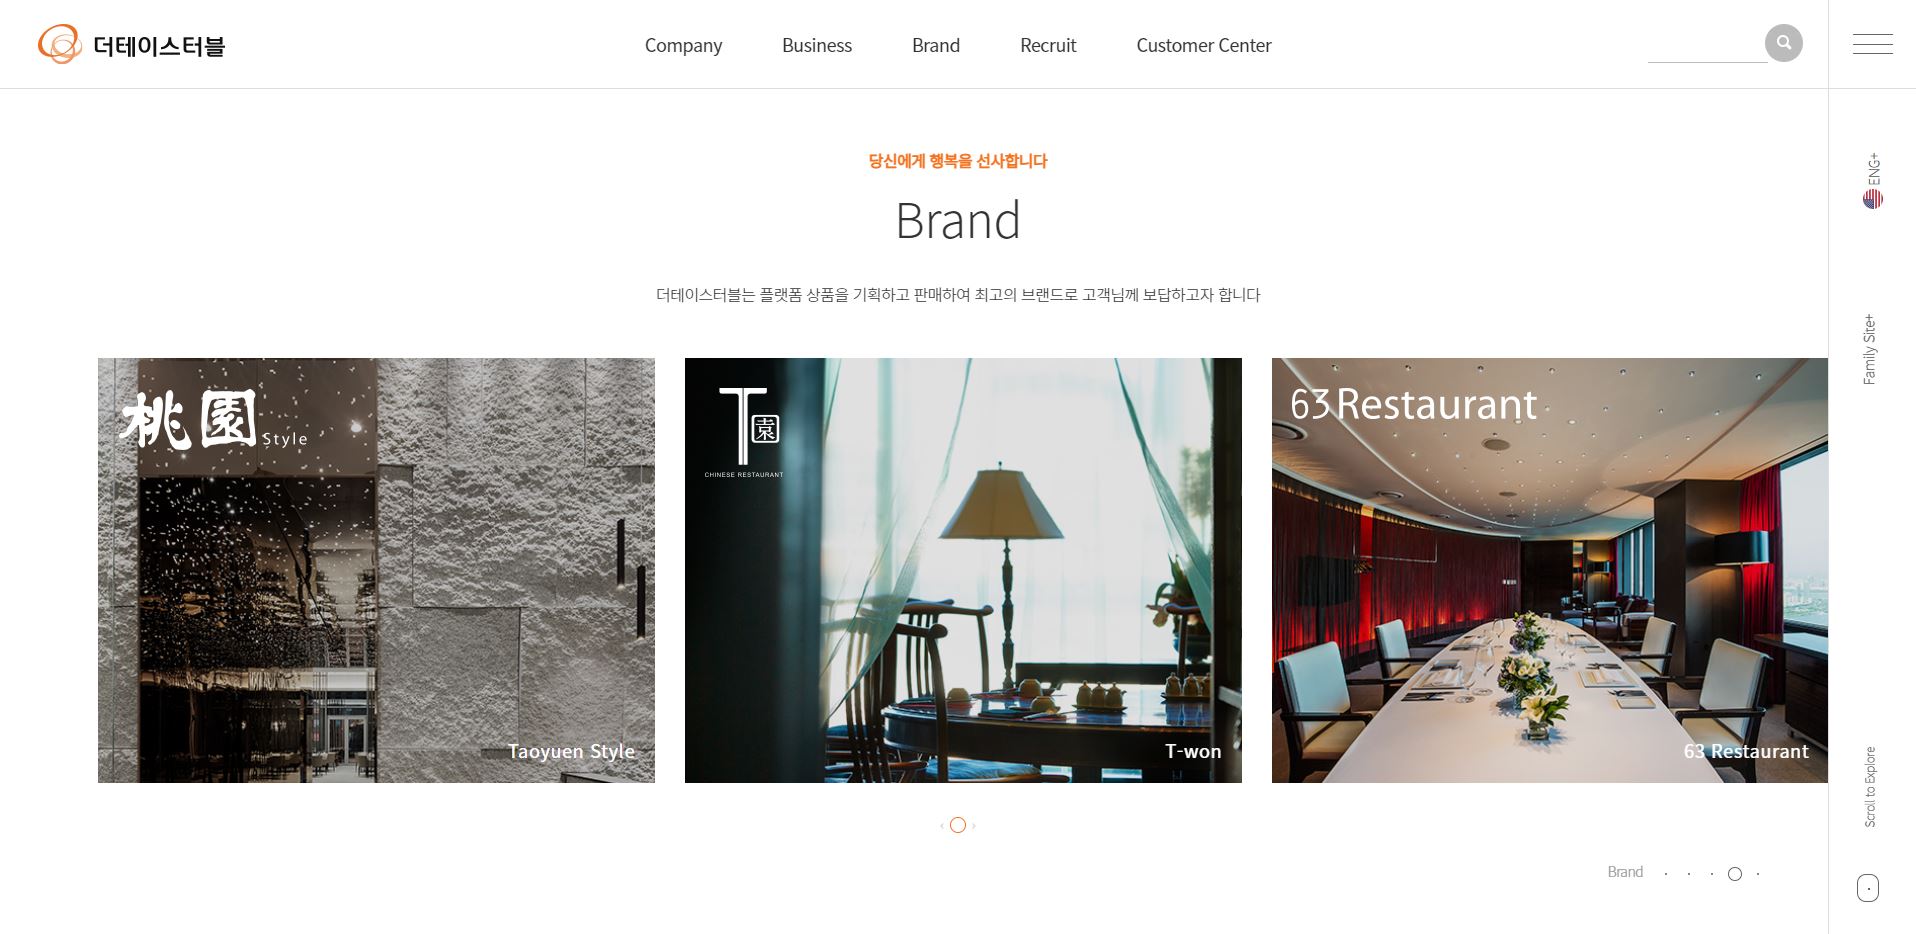 더테이스터블
Company
Business
Brand
Recruit
Customer Center
ENG+
당신에게 행복을 선사합니다
Brand
더테이스터블는 플랫폼 상품을 기획하고 판매하여 최고의 브랜드로 고객님께 보답하고자 합니다
Family Site+
桃園 Style
Taoyuen Style
T園
CHINESE RESTAURANT
T-won
63 Restaurant
63 Restaurant
Scroll to Explore
Brand